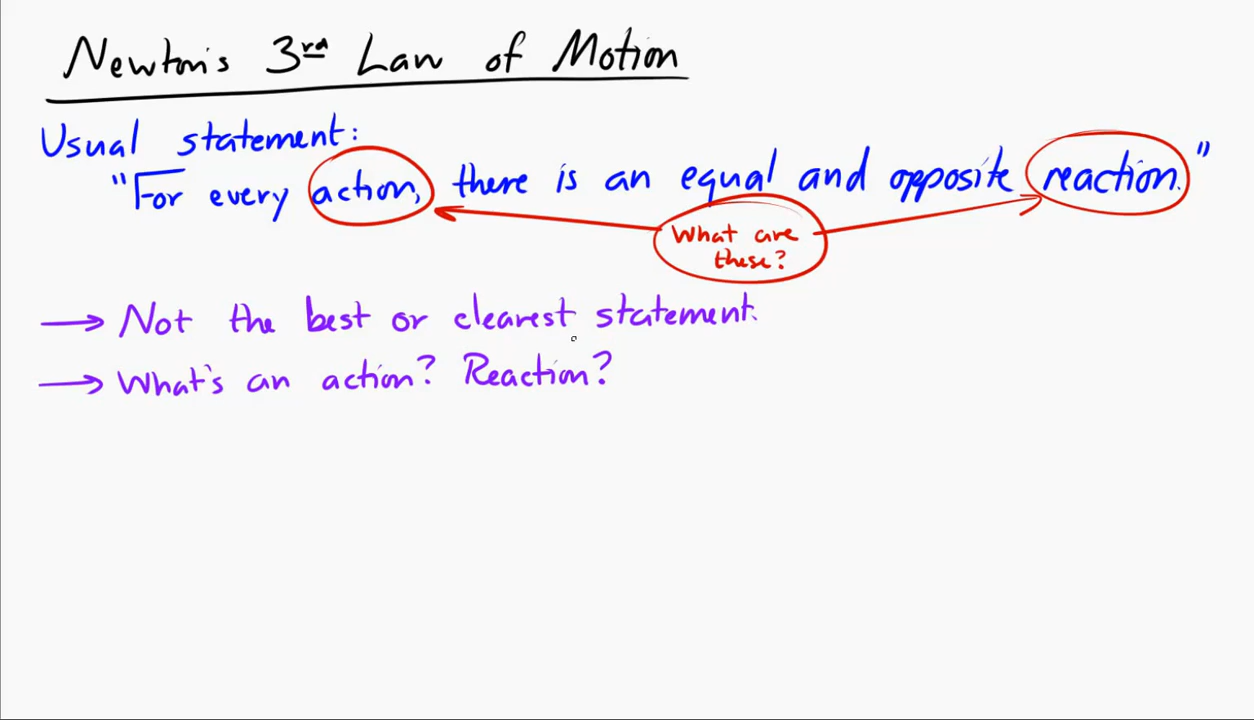 Newton's 3rd Law of Motion
Usual statement:
"For every action, there is an equal and opposite reaction."
What are
these?
→ Not the best or clearest statement.
→ What's an action? Reaction?